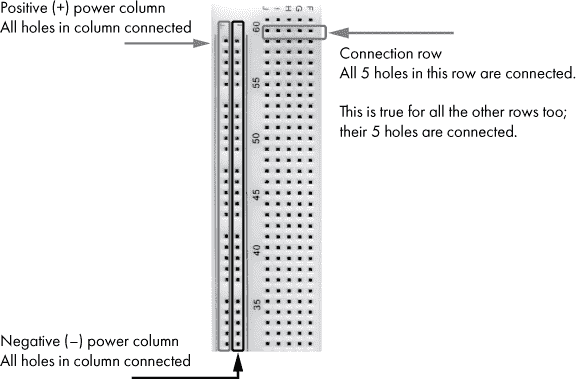 Positive (+) power column
All holes in column connected
J I H G F
60
Connection row
All 5 holes in this row are connected.
This is true for all the other rows too;
their 5 holes are connected.
55
50
45
40
35
Negative (−) power column
All holes in column connected